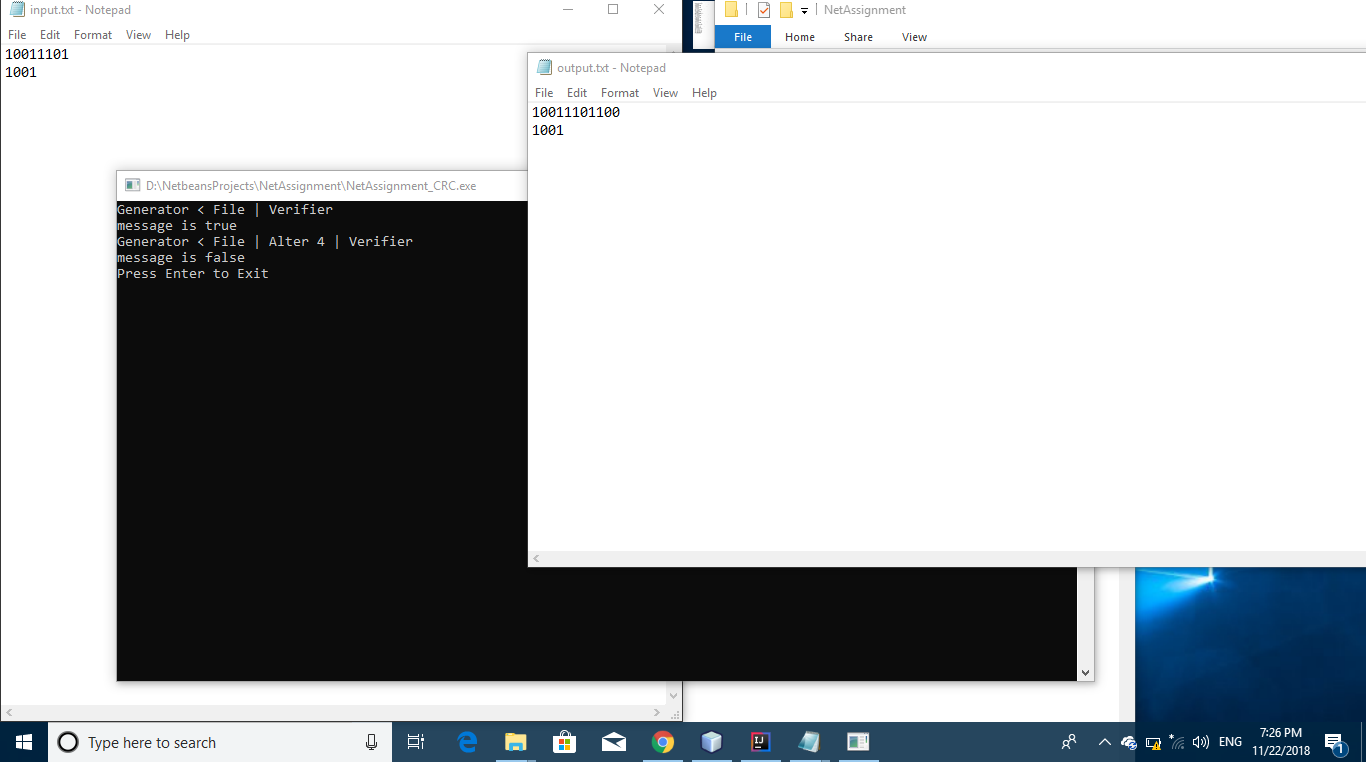 input.txt - Notepad
File Edit Format View Help
10011101
1001
NetAssignment
File Home Share View
output.txt - Notepad
File Edit Format View Help
10011101100
1001
D:\NetbeansProjects\NetAssignment\NetAssignment_CRC.exe
Generator < File | Verifier
message is true
Generator < File | Alter 4 | Verifier
message is false
Press Enter to Exit
Type here to search
ENG
7:26 PM
11/22/2018
1